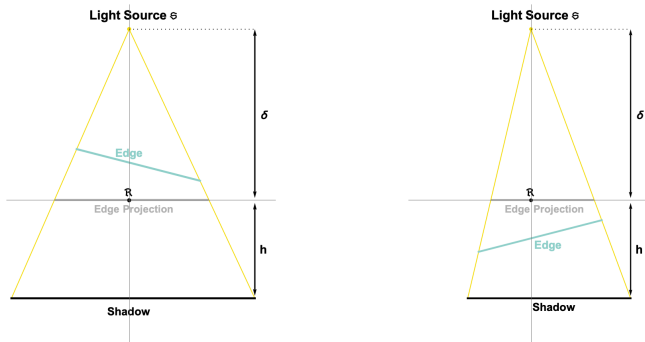 Light Source 𝔖
δ
Edge
R
Edge Projection
h
Shadow
Light Source 𝔖
δ
R
Edge Projection
Edge
h
Shadow